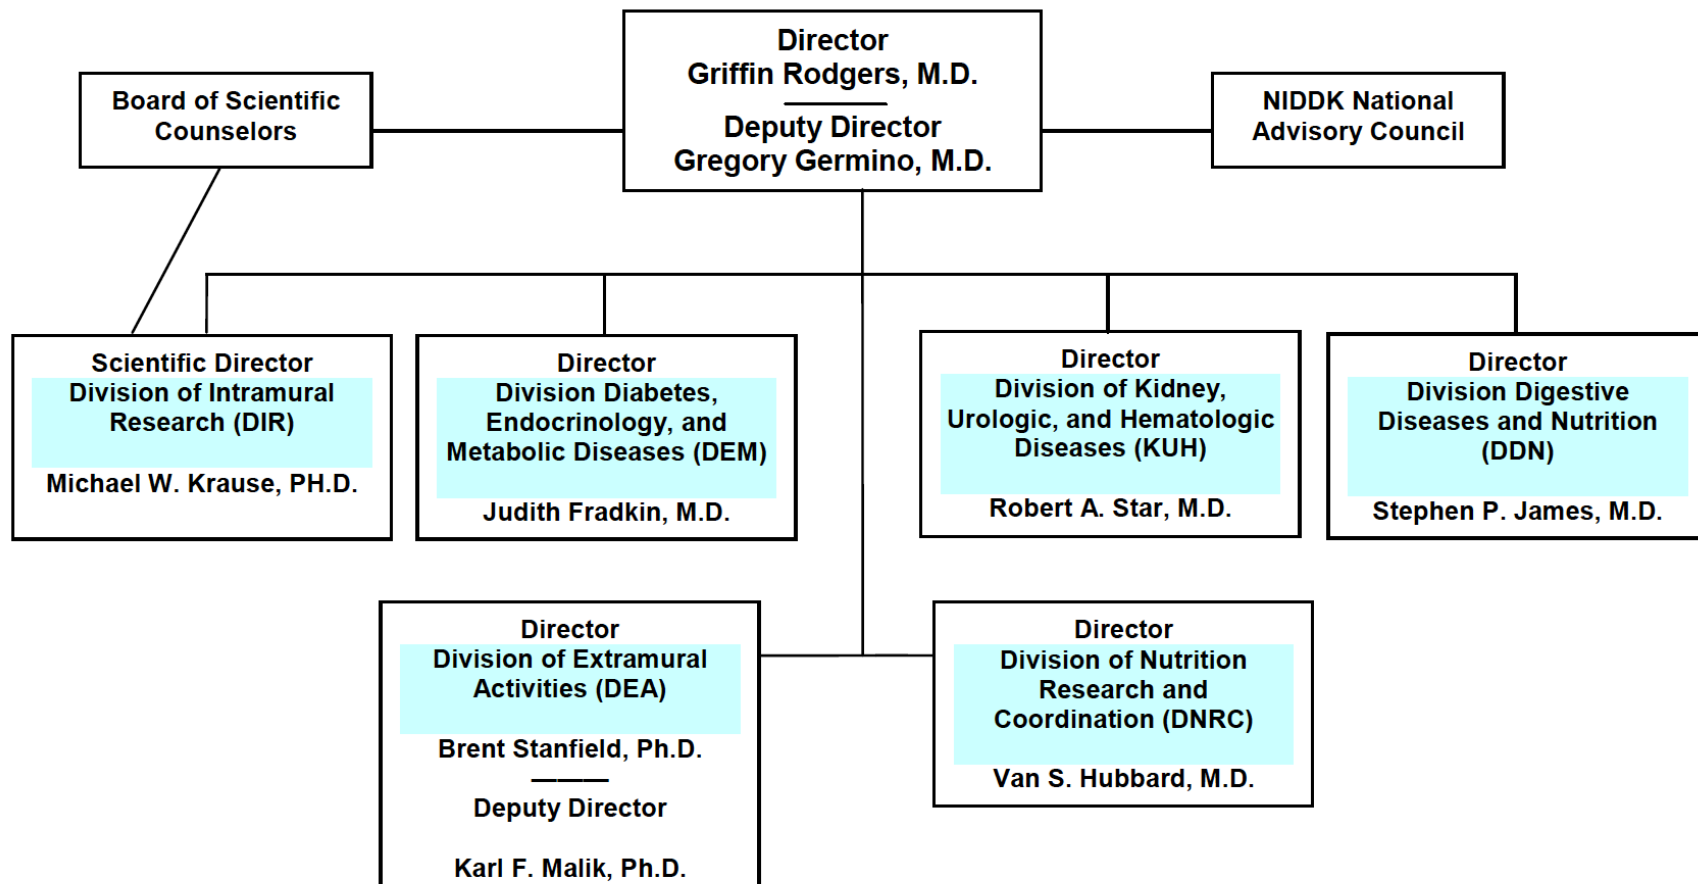 Director
Griffin Rodgers, M.D.
Deputy Director
Gregory Germino, M.D.
Board of Scientific
Counselors
NIDDK National
Advisory Council
Scientific Director
Division of Intramural
Research (DIR)
Michael W. Krause, PH.D.
Director
Division Diabetes,
Endocrinology, and
Metabolic Diseases (DEM)
Judith Fradkin, M.D.
Director
Division of Kidney,
Urologic, and Hematologic
Diseases (KUH)
Robert A. Star, M.D.
Director
Division Digestive
Diseases and Nutrition
(DDN)
Stephen P. James, M.D.
Director
Division of Extramural
Activities (DEA)
Brent Stanfield, Ph.D.
Deputy Director
Karl F. Malik, Ph.D.
Director
Division of Nutrition
Research and
Coordination (DNRC)
Van S. Hubbard, M.D.